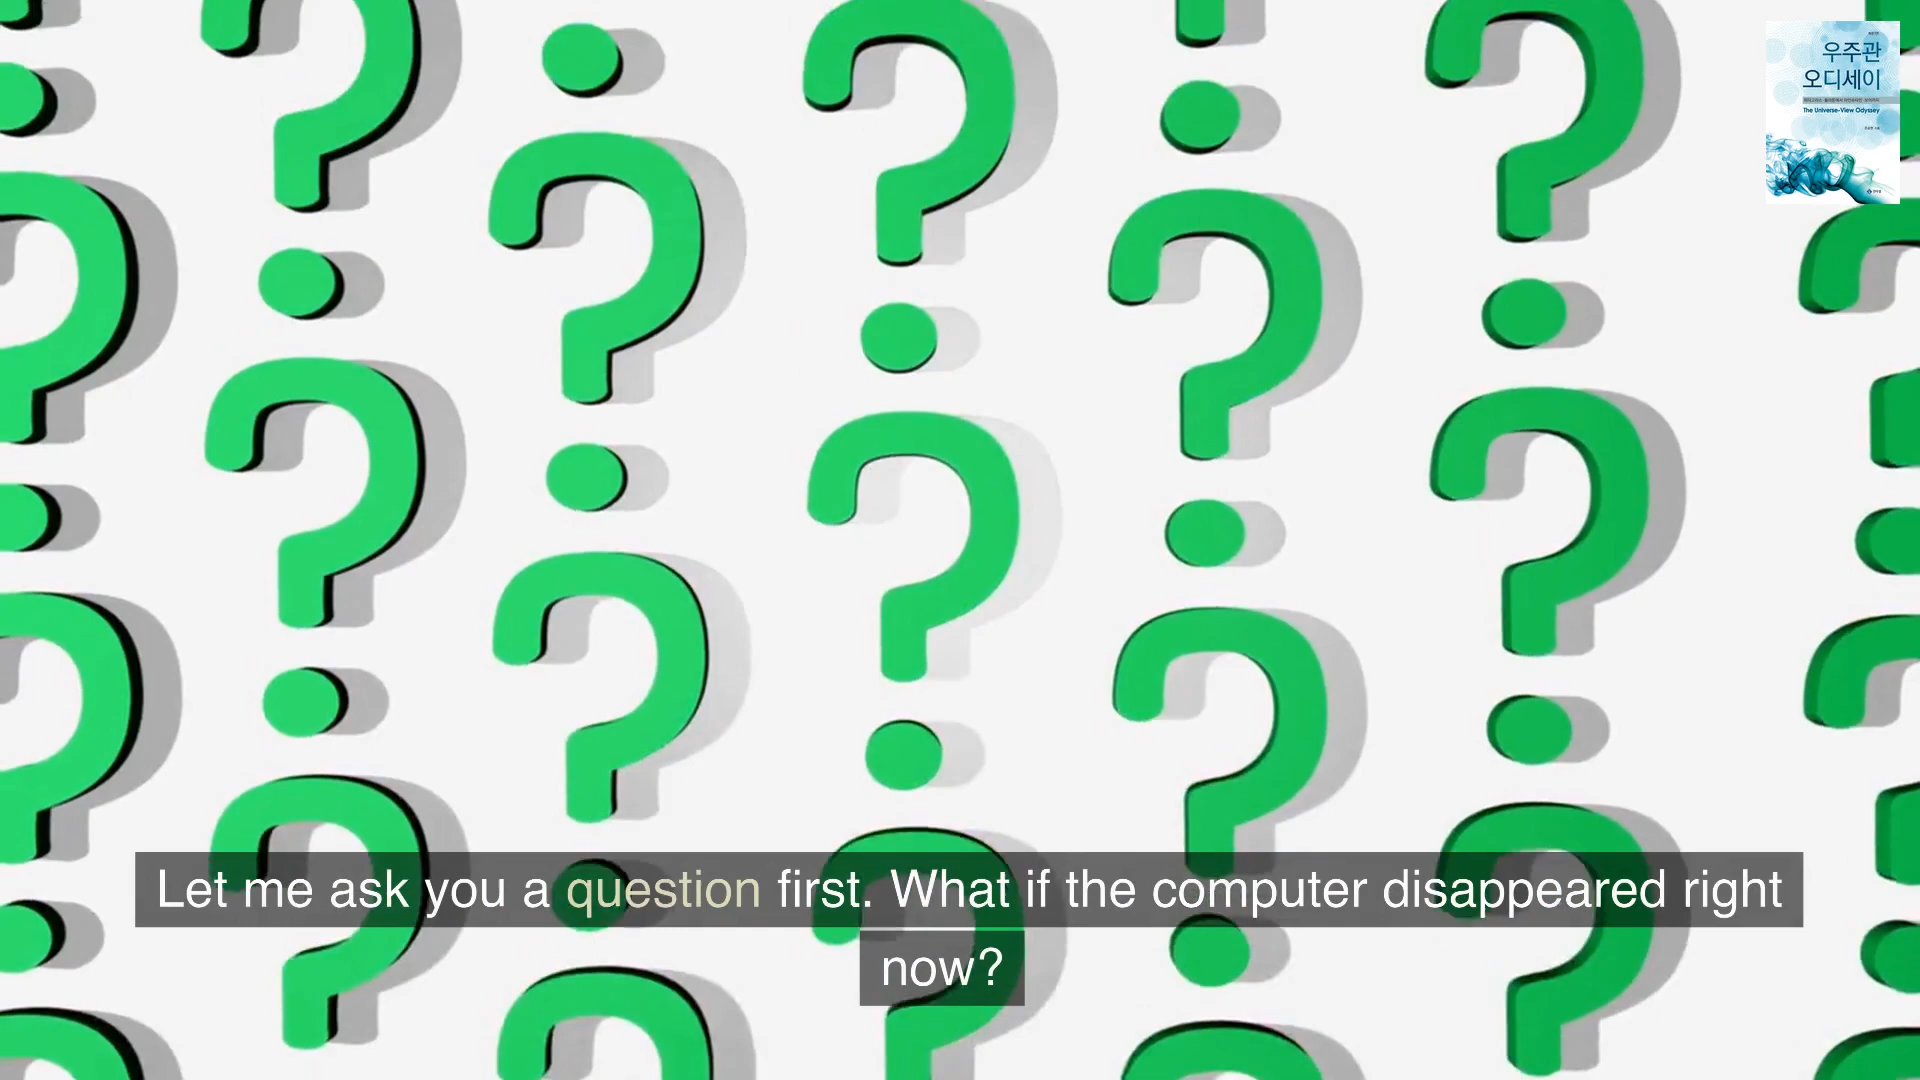 우주관
오디세이
The Universe-View Odyssey
Let me ask you a question first. What if the computer disappeared right
now?